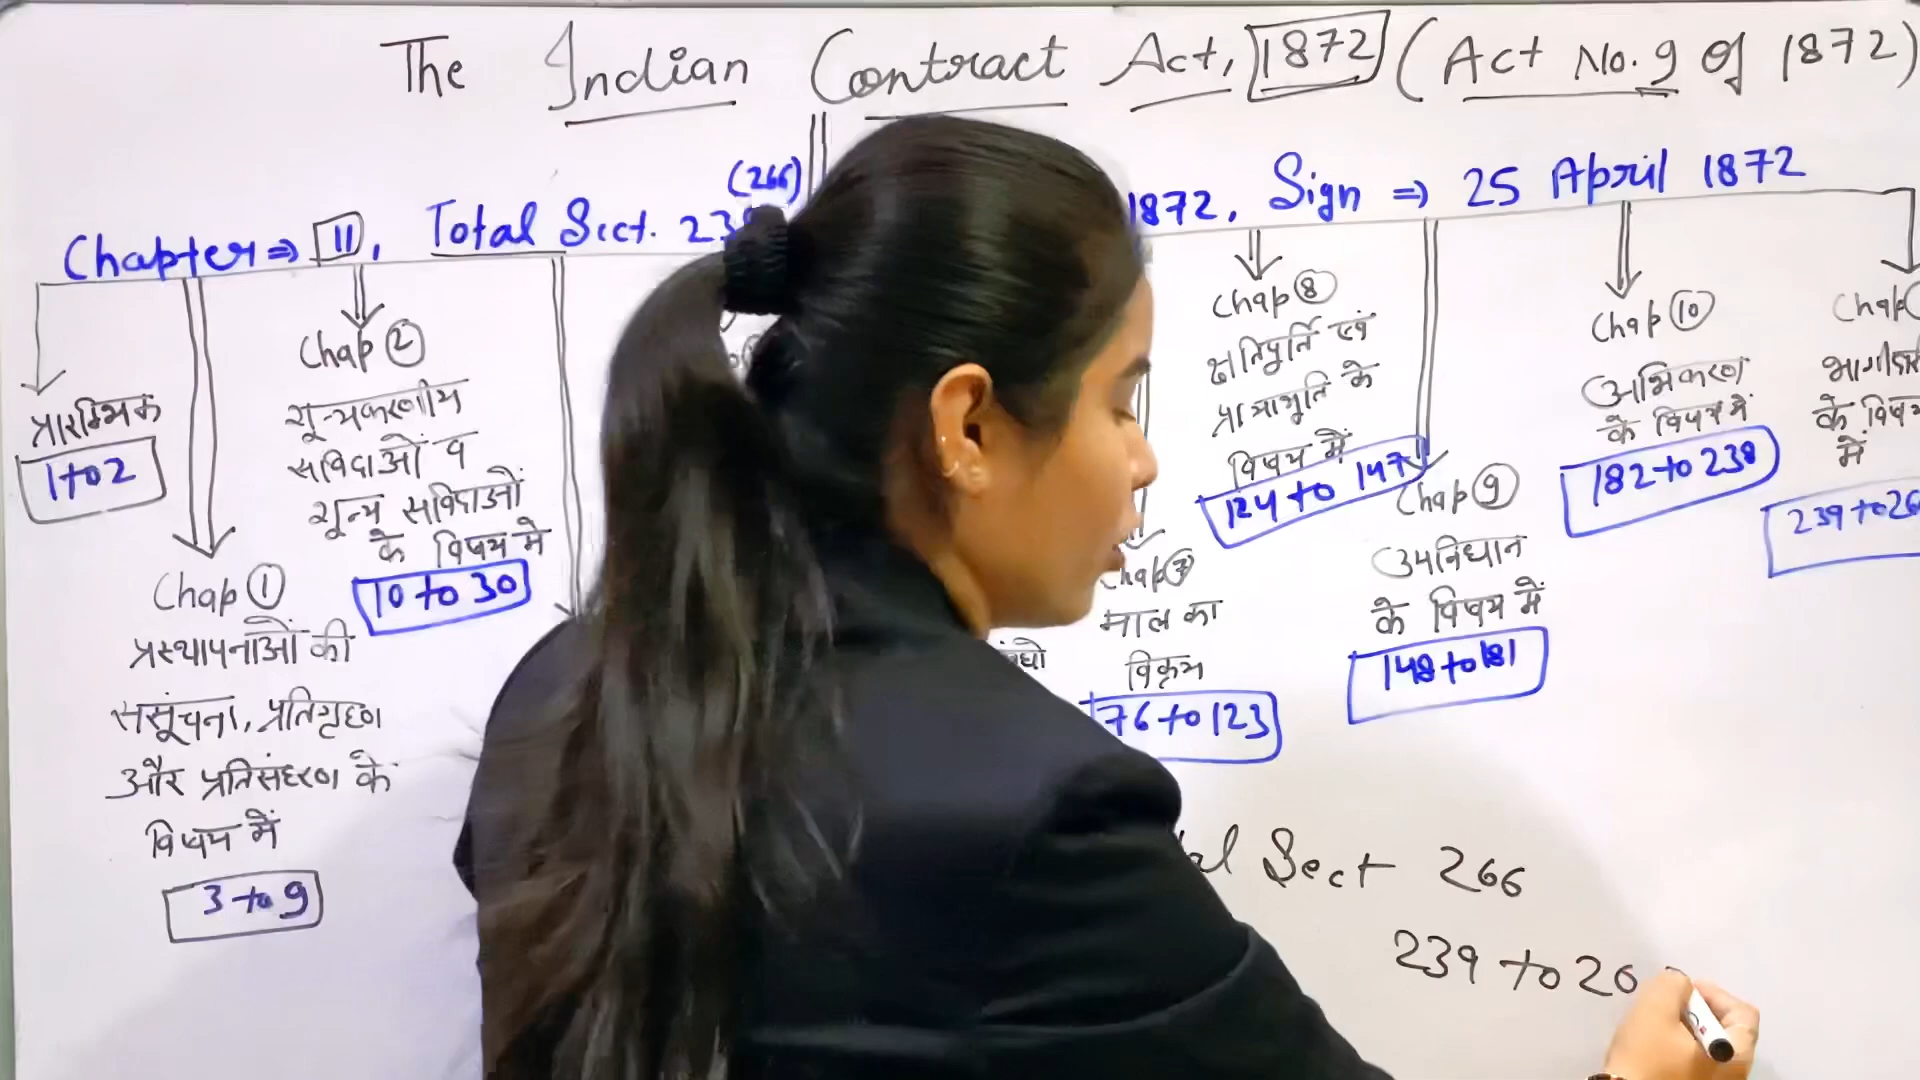 The Indian Contract Act, 1872 (Act No. 9 Of 1872)
(266)
Chapter ⇒ 11, Total Sect. 23
1872, Sign ⇒ 25 April 1872
प्रारम्भिक
1 to 2
Chap 1
प्रस्थापनाओं की
संसूचना, प्रतिग्रहण
और प्रतिसंहरण के
विषय में
3 to 9
Chap 2
शून्यकरणीय
संविदाओं व
शून्य संविदाओं
के विषय में
10 to 30
Chap 7
माल का
विक्रय
76 to 123
Chap 8
क्षतिपूर्ति एवं
प्रत्याभूति के
विषय में
124 to 147
Chap 9
उपनिधान
के विषय में
148 to 181
Chap 10
अभिकरण
के विषय में
182 to 238
Chap
के विषय
में
239 to 26
Sect 266
239 to 26